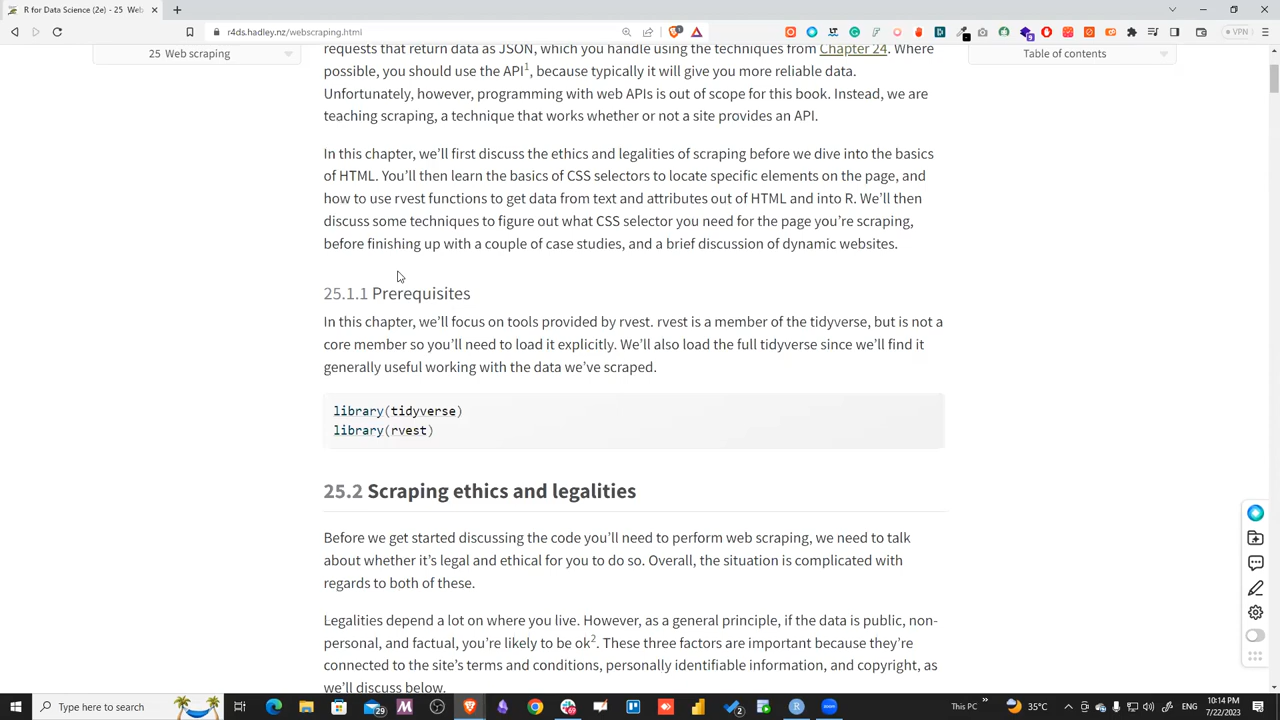 R for Data Science (2e) - 25 Web
r4ds.hadley.nz/webscraping.html
VPN
25 Web scraping
Table of contents
requests that return data as JSON, which you handle using the techniques from Chapter 24. Where
possible, you should use the API1, because typically it will give you more reliable data.
Unfortunately, however, programming with web APIs is out of scope for this book. Instead, we are
teaching scraping, a technique that works whether or not a site provides an API.
In this chapter, we'll first discuss the ethics and legalities of scraping before we dive into the basics
of HTML. You'll then learn the basics of CSS selectors to locate specific elements on the page, and
how to use rvest functions to get data from text and attributes out of HTML and into R. We'll then
discuss some techniques to figure out what CSS selector you need for the page you're scraping,
before finishing up with a couple of case studies, and a brief discussion of dynamic websites.
25.1.1 Prerequisites
In this chapter, we'll focus on tools provided by rvest. rvest is a member of the tidyverse, but is not a
core member so you'll need to load it explicitly. We'll also load the full tidyverse since we'll find it
generally useful working with the data we've scraped.
library(tidyverse)
library(rvest)
25.2 Scraping ethics and legalities
Before we get started discussing the code you'll need to perform web scraping, we need to talk
about whether it's legal and ethical for you to do so. Overall, the situation is complicated with
regards to both of these.
Legalities depend a lot on where you live. However, as a general principle, if the data is public, non-
personal, and factual, you're likely to be ok2. These three factors are important because they're
connected to the site's terms and conditions, personally identifiable information, and copyright, as
we'll discuss below.
Type here to search
29
2
This PC
35°C
10:14 PM
7/22/2023